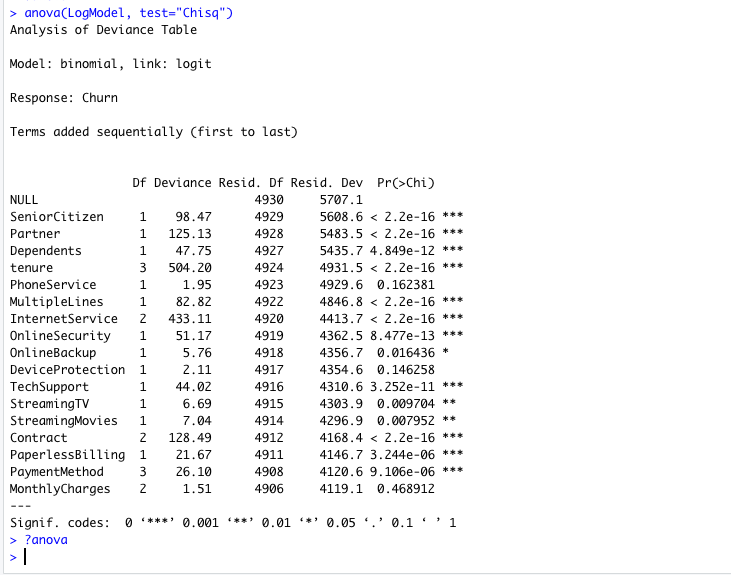 > anova(LogModel, test="Chisq")
Analysis of Deviance Table

Model: binomial, link: logit

Response: Churn

Terms added sequentially (first to last)


                 Df Deviance Resid. Df Resid. Dev  Pr(>Chi)
NULL                              4930     5707.1
SeniorCitizen     1    98.47      4929     5608.6 < 2.2e-16 ***
Partner           1   125.13      4928     5483.5 < 2.2e-16 ***
Dependents        1    47.75      4927     5435.7 4.849e-12 ***
tenure            3   504.20      4924     4931.5 < 2.2e-16 ***
PhoneService      1     1.95      4923     4929.6  0.162381
MultipleLines     1    82.82      4922     4846.8 < 2.2e-16 ***
InternetService   2   433.11      4920     4413.7 < 2.2e-16 ***
OnlineSecurity    1    51.17      4919     4362.5 8.477e-13 ***
OnlineBackup      1     5.76      4918     4356.7  0.016436 *
DeviceProtection  1     2.11      4917     4354.6  0.146258
TechSupport       1    44.02      4916     4310.6 3.252e-11 ***
StreamingTV       1     6.69      4915     4303.9  0.009704 **
StreamingMovies   1     7.04      4914     4296.9  0.007952 **
Contract          2   128.49      4912     4168.4 < 2.2e-16 ***
PaperlessBilling  1    21.67      4911     4146.7 3.244e-06 ***
PaymentMethod     3    26.10      4908     4120.6 9.106e-06 ***
MonthlyCharges    2     1.51      4906     4119.1  0.468912
---
Signif. codes:  0 ‘***’ 0.001 ‘**’ 0.01 ‘*’ 0.05 ‘.’ 0.1 ‘ ’ 1
> ?anova
>